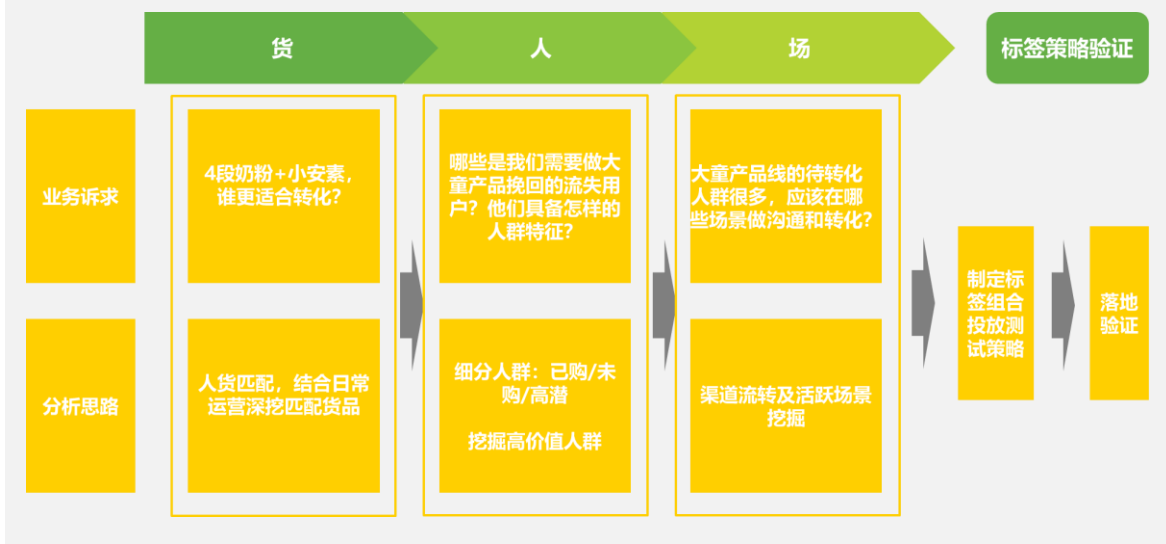 货
人
场
标签策略验证
业务诉求
4段奶粉+小安素，
谁更适合转化？
哪些是我们需要做大
童产品挽回的流失用
户？他们具备怎样的
人群特征？
大童产品线的待转化
人群很多，应该在哪
些场景做沟通和转化？
分析思路
人货匹配，结合日常
运营深挖匹配货品
细分人群：已购/未
购/高潜
挖掘高价值人群
渠道流转及活跃场景
挖掘
制定标
签组合
投放测
试策略
落地
验证